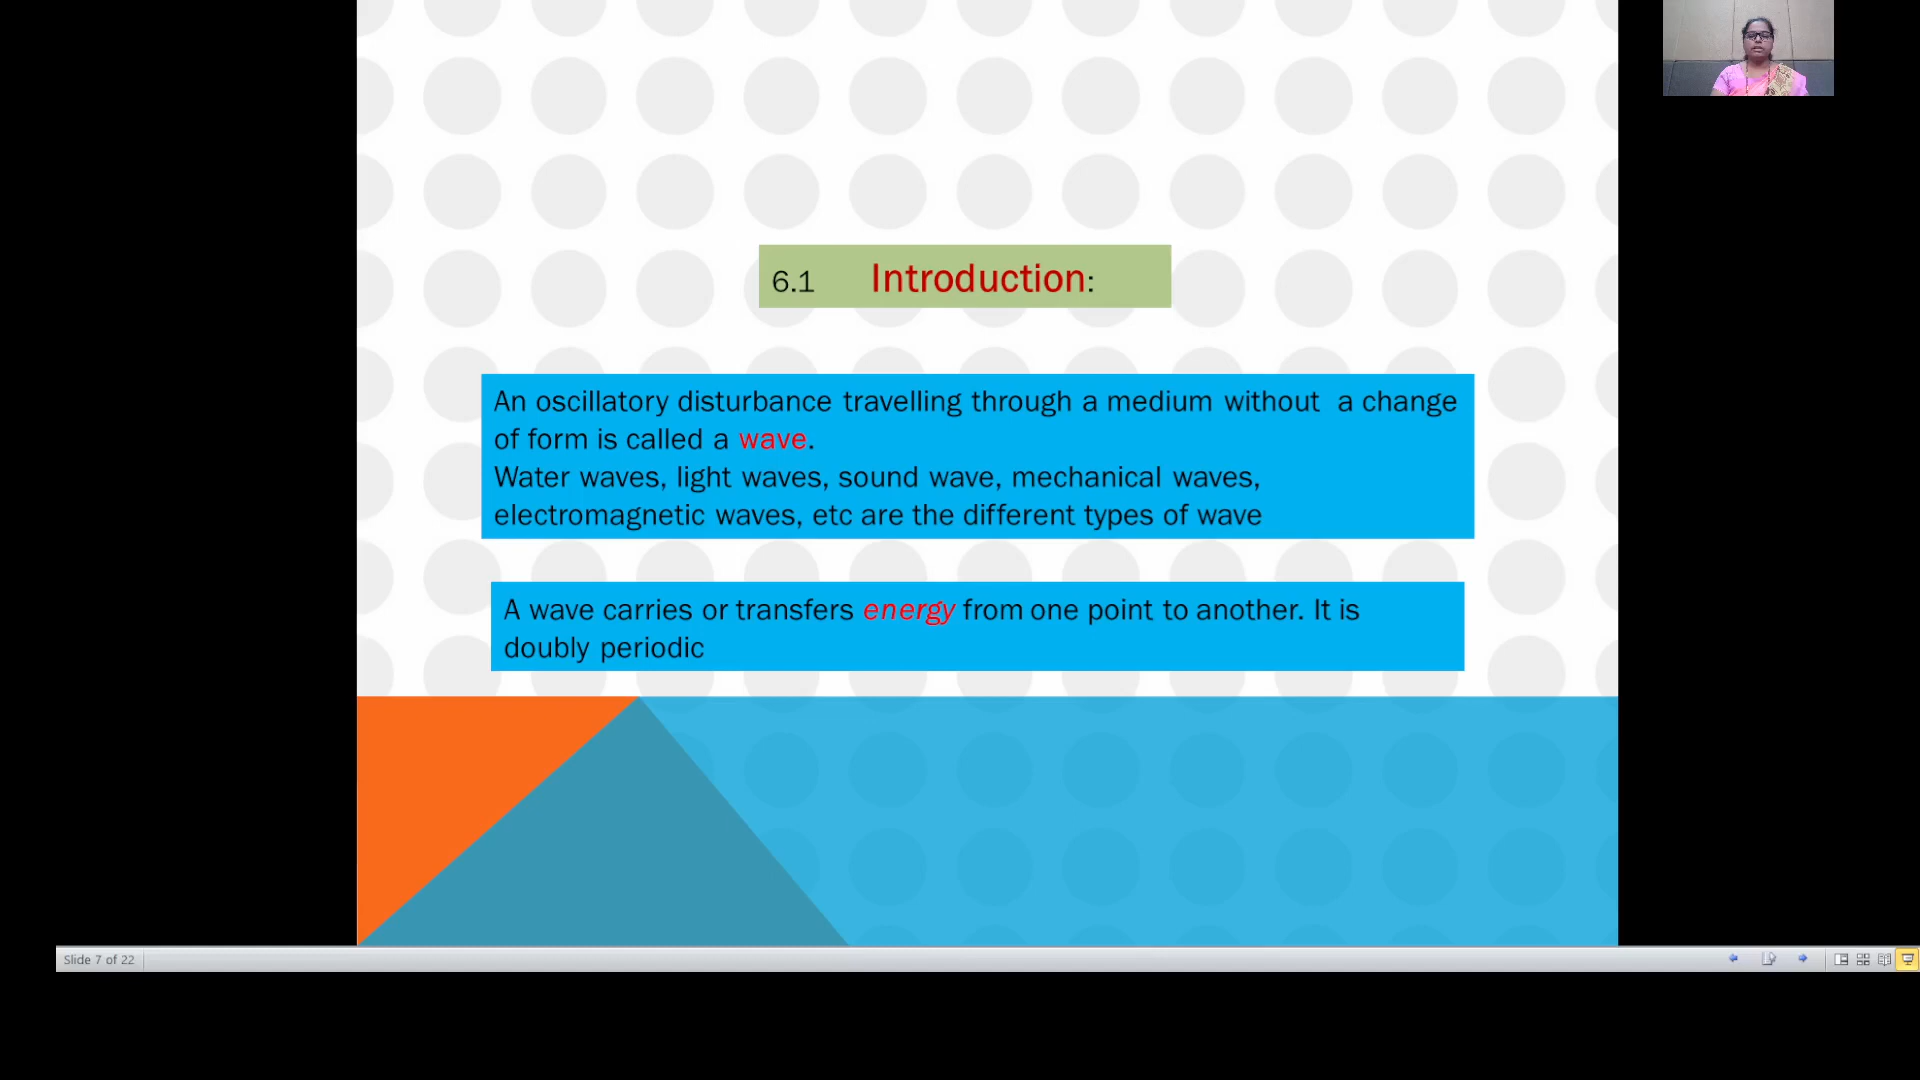 6.1 Introduction:
An oscillatory disturbance travelling through a medium without a change
of form is called a wave.
Water waves, light waves, sound wave, mechanical waves,
electromagnetic waves, etc are the different types of wave
A wave carries or transfers energy from one point to another. It is
doubly periodic
Slide 7 of 22